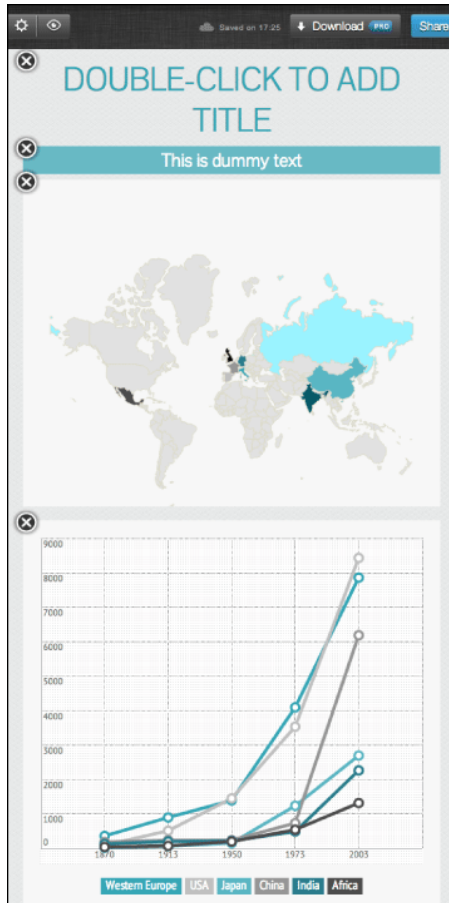 Saved on 17:25
Download PRO
Share
DOUBLE-CLICK TO ADD
TITLE
This is dummy text
9000
8000
7000
6000
5000
4000
3000
2000
1000
0
1870 1913 1950 1973 2003
Western Europe USA Japan China India Africa